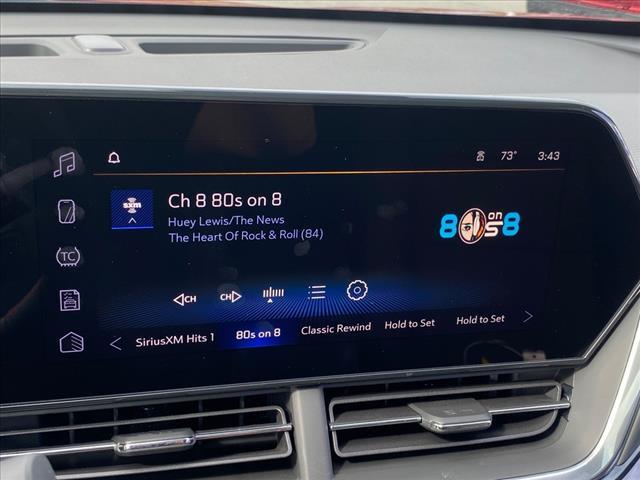 73° 3:43
sxm
Ch 8 80s on 8
Huey Lewis/The News
The Heart Of Rock & Roll (84)
80s on 8
TC
CH CH
SiriusXM Hits 1 80s on 8 Classic Rewind Hold to Set Hold to Set